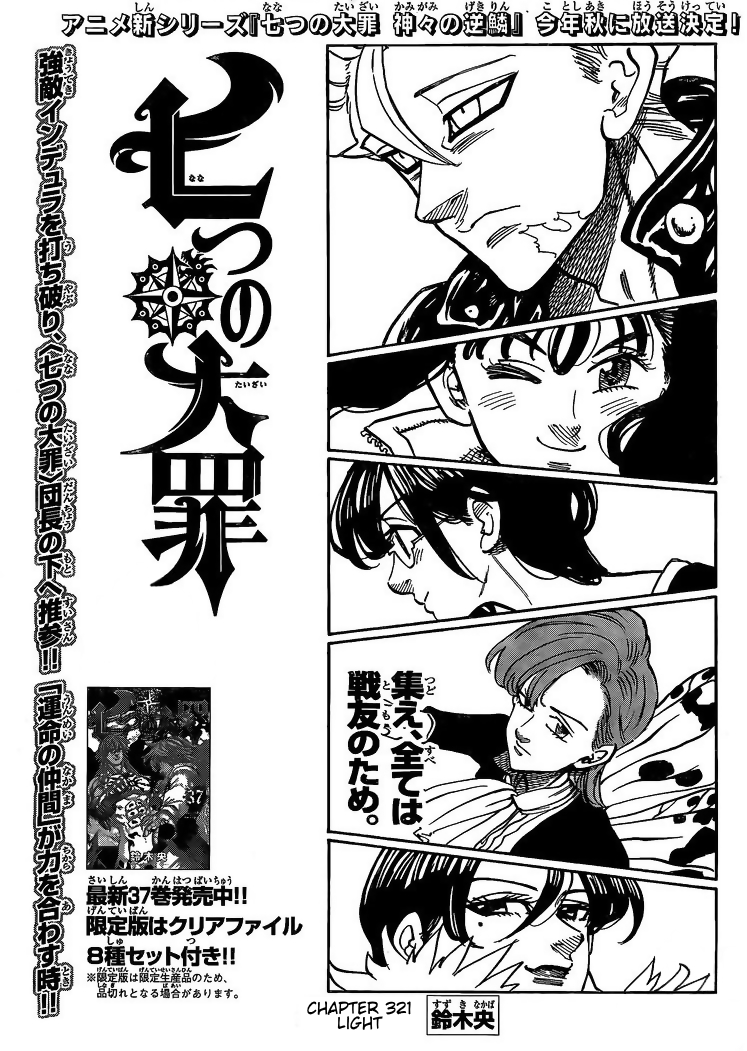 アニメ新シリーズ『七つの大罪 神々の逆鱗』 今年秋に放送決定!
強敵インデュラを打ち破り、〈七つの大罪〉団長の下へ推参!!「運命の仲間」が力を合わす時!!
七つの大罪
集え、全ては
戦友のため。
37
鈴木央
最新37巻発売中!!
限定版はクリアファイル
8種セット付き!!
※限定版は限定生産品のため、
品切れとなる場合があります。
CHAPTER 321
LIGHT
鈴木央